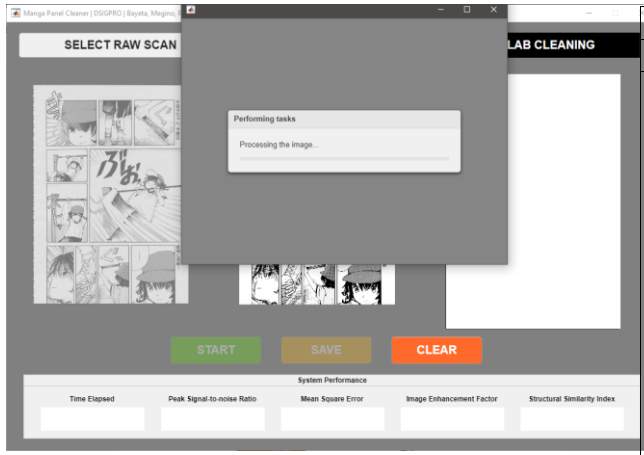 Manga Panel Cleaner | DSIGPRO | Bayeta, Megino,
SELECT RAW SCAN
LAB CLEANING
Performing tasks
Processing the image...
ぶお
START
SAVE
CLEAR
System Performance
Time Elapsed
Peak Signal-to-noise Ratio
Mean Square Error
Image Enhancement Factor
Structural Similarity Index